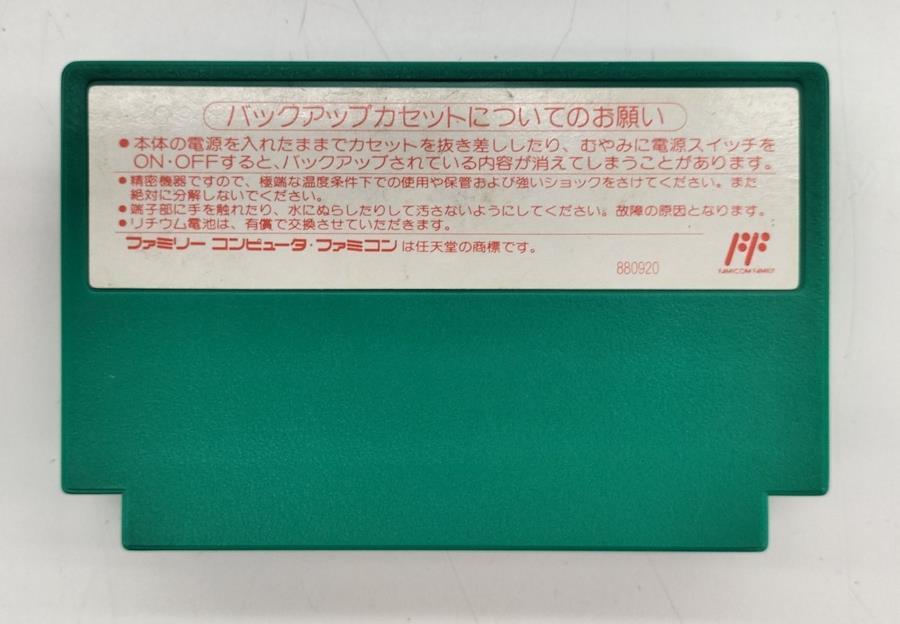 バックアップカセットについてのお願い
●本体の電源を入れたままでカセットを抜き差ししたり、むやみに電源スイッチを
ON・OFFすると、バックアップされている内容が消えてしまうことがあります。
●精密機器ですので、極端な温度条件下での使用や保管および強いショックをさけてください。また
絶対に分解しないでください。
●端子部に手を触れたり、水にぬらしたりして汚さないようにしてください。故障の原因となります。
●リチウム電池は、有償で交換させていただきます。
ファミリー コンピュータ・ファミコン は任天堂の商標です。
880920
FF
FAMICOM FAMILY